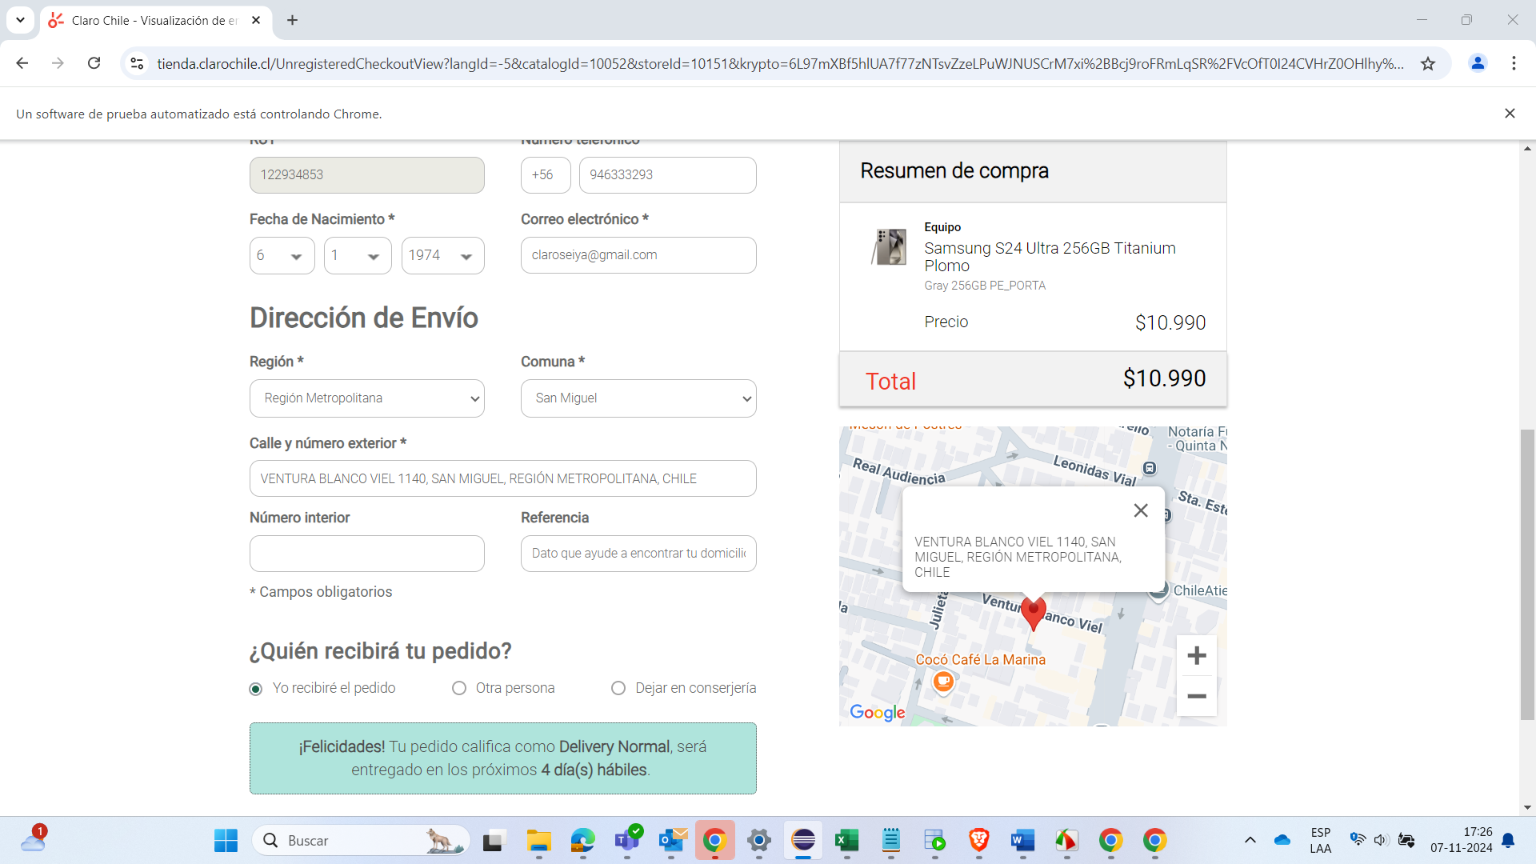 Claro Chile - Visualización de e
tienda.clarochile.cl/UnregisteredCheckoutView?langId=-5&catalogId=10052&storeId=10151&krypto=6L97mXBf5hlUA7f77zNTsvZzeLPuWJNUSCrM7xi%2BBcj9roFRmLqSR%2FVcOfT0I24CVHrZ0OHlhy%...
Un software de prueba automatizado está controlando Chrome.
RUT
Número telefónico
122934853
+56
946333293
Fecha de Nacimiento *
Correo electrónico *
6
1
1974
claroseiya@gmail.com
Dirección de Envío
Región *
Comuna *
Región Metropolitana
San Miguel
Calle y número exterior *
VENTURA BLANCO VIEL 1140, SAN MIGUEL, REGIÓN METROPOLITANA, CHILE
Número interior
Referencia
Dato que ayude a encontrar tu domicilio
* Campos obligatorios
¿Quién recibirá tu pedido?
Yo recibiré el pedido
Otra persona
Dejar en conserjería
¡Felicidades! Tu pedido califica como Delivery Normal, será
entregado en los próximos 4 día(s) hábiles.
Resumen de compra
Equipo
Samsung S24 Ultra 256GB Titanium
Plomo
Gray 256GB PE_PORTA
Precio
$10.990
Total
$10.990
Mesón de Postres
Notaría F
- Quinta N
Real Audiencia
Leonidas Vial
Sta. Este
VENTURA BLANCO VIEL 1140, SAN
MIGUEL, REGIÓN METROPOLITANA,
CHILE
ChileAtie
Julieta
Ventura Blanco Viel
Cocó Café La Marina
Google
1
Buscar
ESP
LAA
17:26
07-11-2024